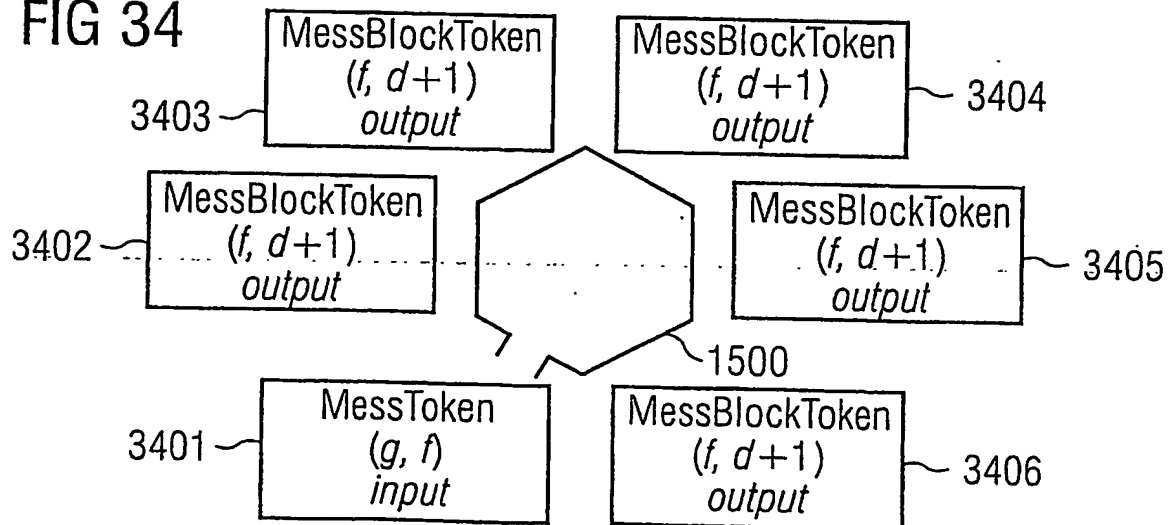 FIG 34
MessBlockToken
(f, d+1)
output
3403
MessBlockToken
(f, d+1)
output
3404
MessBlockToken
(f, d+1)
output
3402
MessBlockToken
(f, d+1)
output
3405
1500
MessToken
(g, f)
input
3401
MessBlockToken
(f, d+1)
output
3406